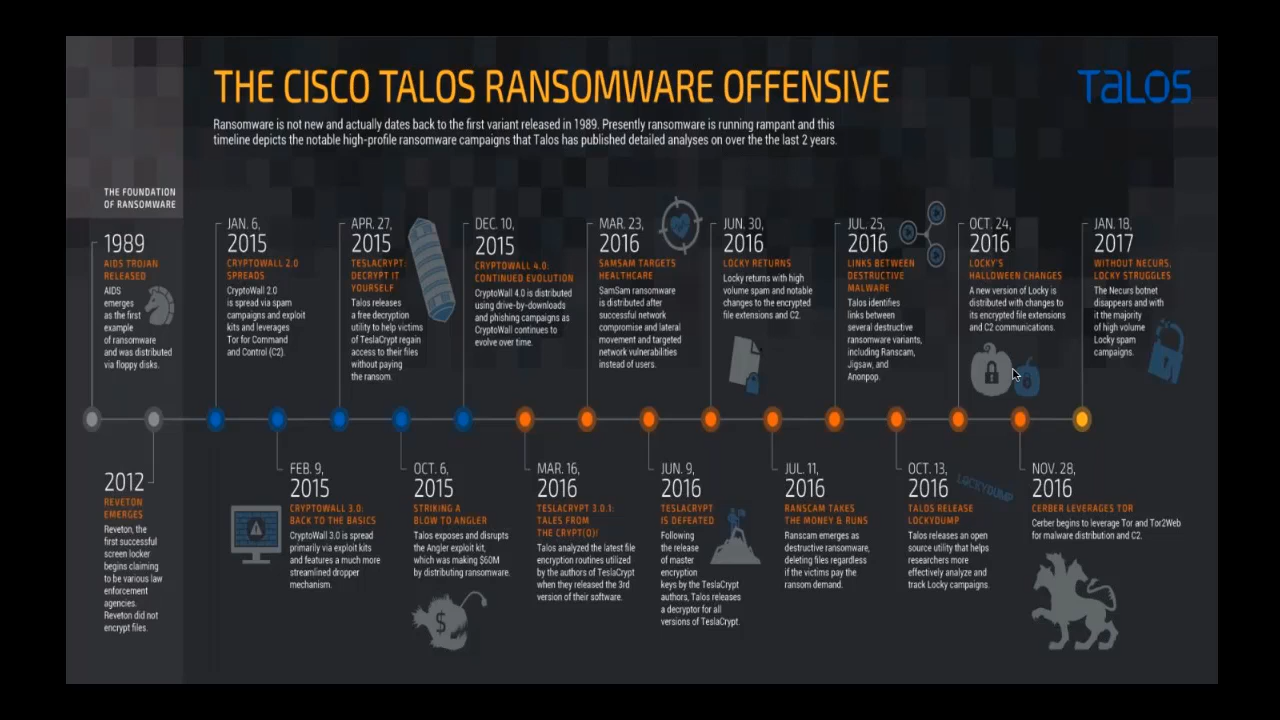 THE CISCO TALOS RANSOMWARE OFFENSIVE
TALOS
Ransomware is not new and actually dates back to the first variant released in 1989. Presently ransomware is running rampant and this
timeline depicts the notable high-profile ransomware campaigns that Talos has published detailed analyses on over the the last 2 years.
THE FOUNDATION
OF RANSOMWARE
1989
AIDS TROJAN
RELEASED
AIDS
emerges
as the first
example
of ransomware
and was distributed
via floppy disks.
JAN. 6,
2015
CRYPTOWALL 2.0
SPREADS
CryptoWall 2.0
is spread via spam
campaigns and exploit
kits and leverages
Tor for Command
and Control (C2).
APR. 27,
2015
TESLACRYPT:
DECRYPT IT
YOURSELF
Talos releases
a free decryption
utility to help victims
of TeslaCrypt regain
access to their files
without paying
the ransom.
DEC. 10,
2015
CRYPTOWALL 4.0:
CONTINUED EVOLUTION
CryptoWall 4.0 is distributed
using drive-by-downloads
and phishing campaigns as
CryptoWall continues to
evolve over time.
MAR. 23,
2016
SAMSAM TARGETS
HEALTHCARE
SamSam ransomware
is distributed after
successful network
compromise and lateral
movement and targeted
network vulnerabilities
instead of users.
JUN. 30,
2016
LOCKY RETURNS
Locky returns with high
volume spam and notable
changes to the encrypted
file extensions and C2.
JUL. 25,
2016
LINKS BETWEEN
DESTRUCTIVE
MALWARE
Talos identifies
links between
several destructive
ransomware variants,
including Ranscam,
Jigsaw, and
Anonpop.
OCT. 24,
2016
LOCKY'S
HALLOWEEN CHANGES
A new version of Locky is
distributed with changes to
its encrypted file extensions
and C2 communications.
JAN. 18,
2017
WITHOUT NECURS,
LOCKY STRUGGLES
The Necurs botnet
disappears and with
it the majority
of high volume
Locky spam
campaigns.
2012
REVETON
EMERGES
Reveton, the
first successful
screen locker
begins claiming
to be various law
enforcement
agencies.
Reveton did not
encrypt files.
FEB. 9,
2015
CRYPTOWALL 3.0:
BACK TO THE BASICS
CryptoWall 3.0 is spread
primarily via exploit kits
and features a much more
streamlined dropper
mechanism.
OCT. 6,
2015
STRIKING A
BLOW TO ANGLER
Talos exposes and disrupts
the Angler exploit kit,
which was making $60M
by distributing ransomware.
$
MAR. 16,
2016
TESLACRYPT 3.0.1:
TALES FROM
THE CRYPT(O)!
Talos analyzed the latest file
encryption routines utilized
by the authors of TeslaCrypt
when they released the 3rd
version of their software.
JUN. 9,
2016
TESLACRYPT
IS DEFEATED
Following
the release
of master
encryption
keys by the TeslaCrypt
authors, Talos releases
a decryptor for all
versions of TeslaCrypt.
JUL. 11,
2016
RANSCAM TAKES
THE MONEY & RUNS
Ranscam emerges as
destructive ransomware,
deleting files regardless
if the victims pay the
ransom demand.
OCT. 13,
2016
LOCKYDUMP
TALOS RELEASE
LOCKYDUMP
Talos releases an open
source utility that helps
researchers more
effectively analyze and
track Locky campaigns.
NOV. 28,
2016
CERBER LEVERAGES TOR
Cerber begins to leverage Tor and Tor2Web
for malware distribution and C2.